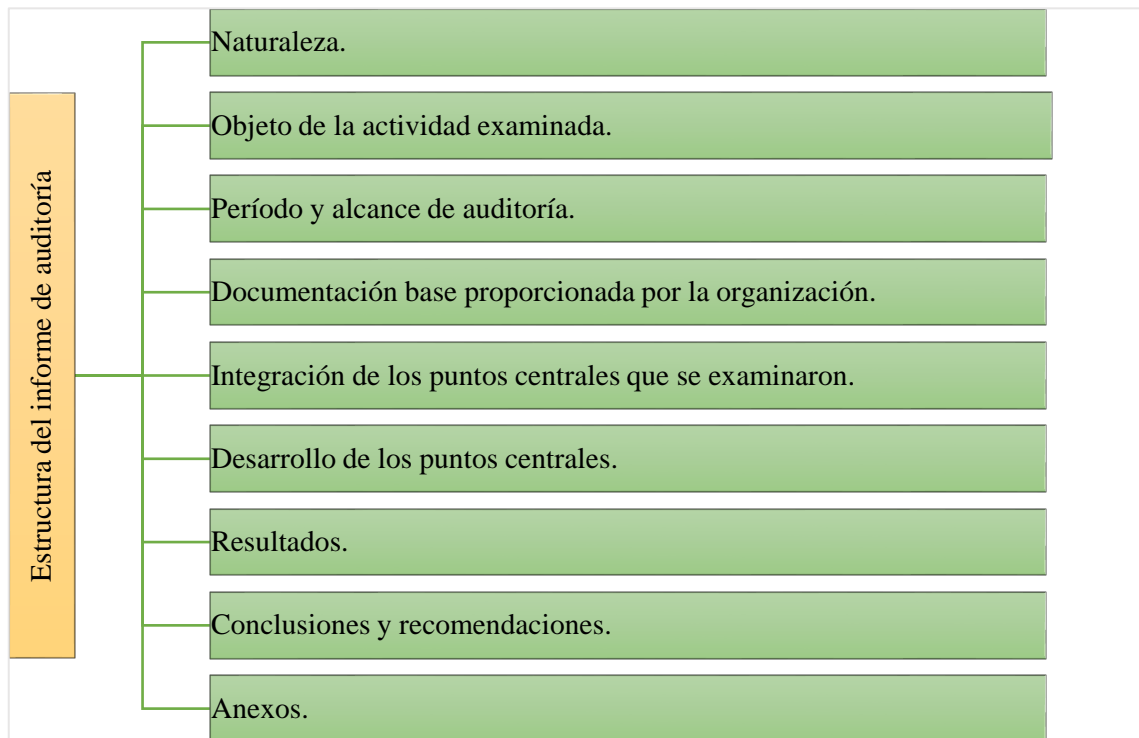 Estructura del informe de auditoría
Naturaleza.
Objeto de la actividad examinada.
Período y alcance de auditoría.
Documentación base proporcionada por la organización.
Integración de los puntos centrales que se examinaron.
Desarrollo de los puntos centrales.
Resultados.
Conclusiones y recomendaciones.
Anexos.